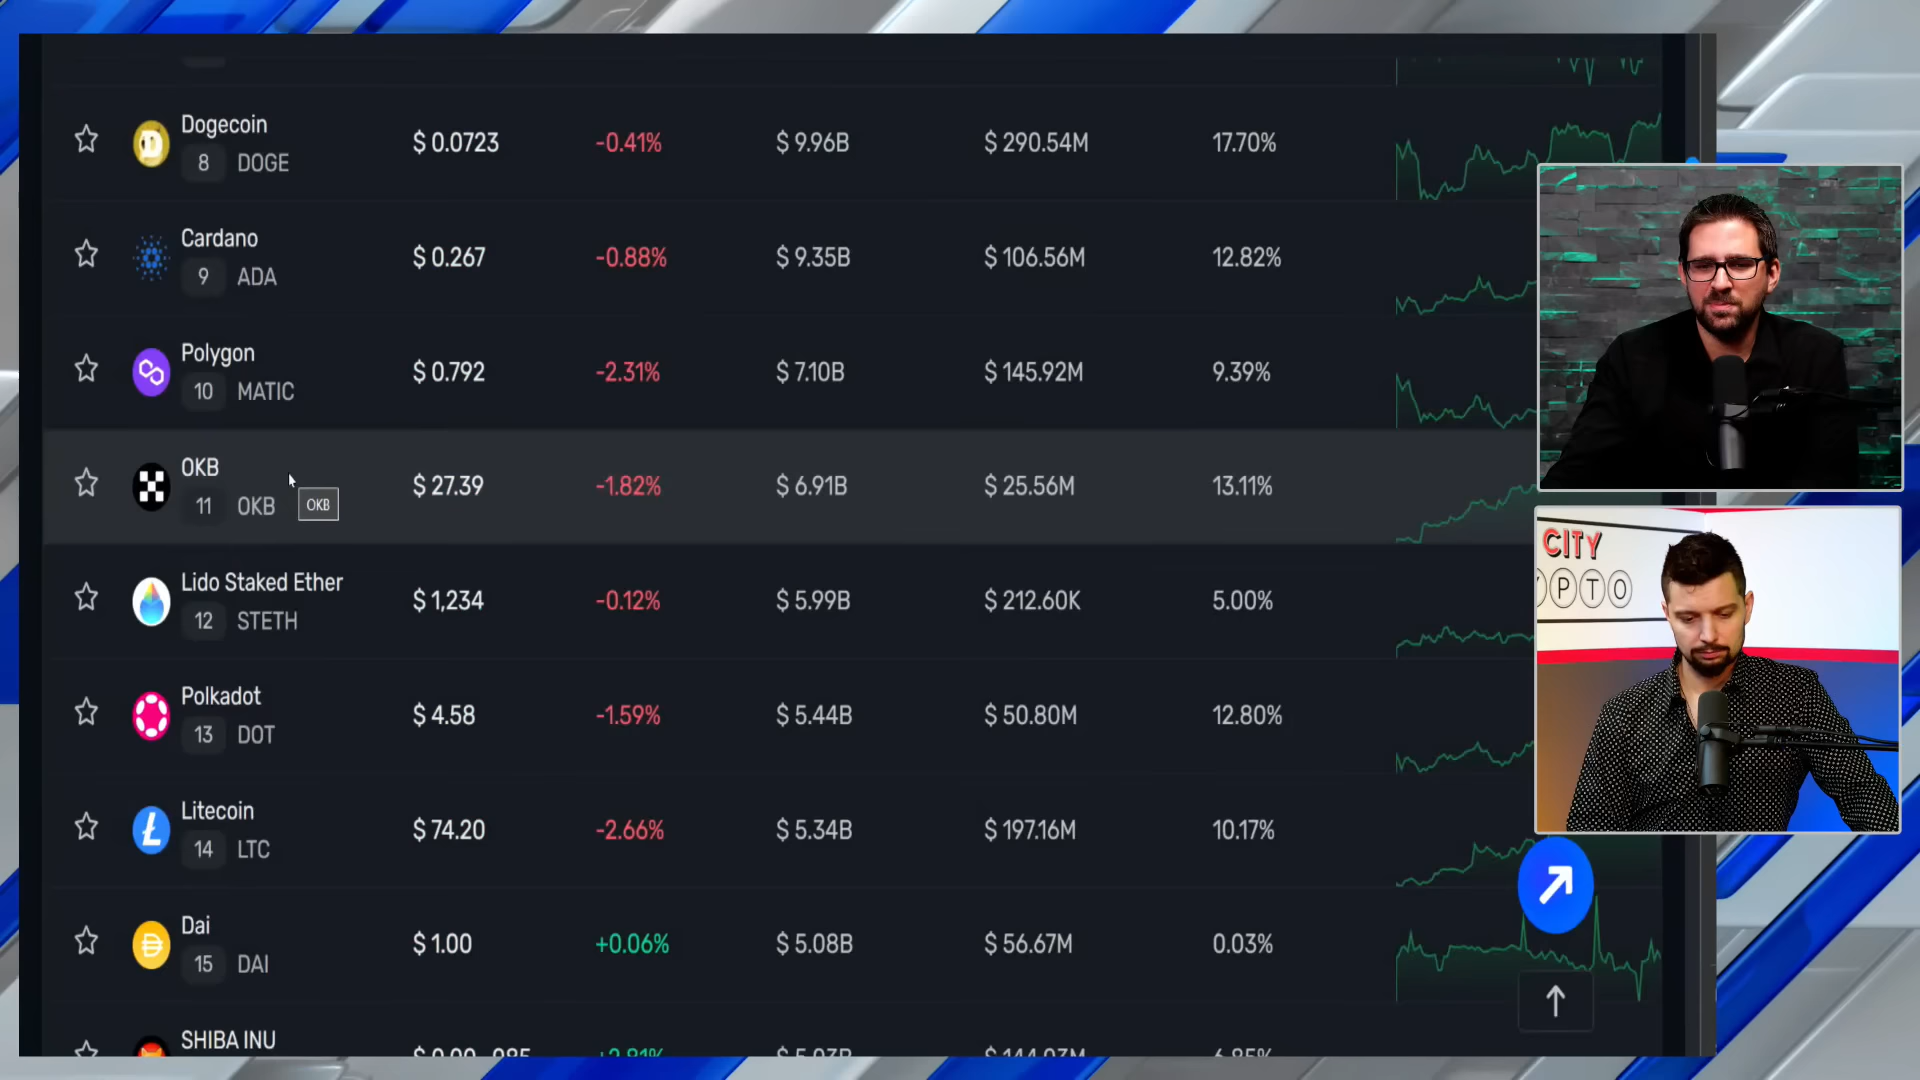 Dogecoin
8 DOGE
$ 0.0723 -0.41% $ 9.96B $ 290.54M 17.70%
Cardano
9 ADA
$ 0.267 -0.88% $ 9.35B $ 106.56M 12.82%
Polygon
10 MATIC
$ 0.792 -2.31% $ 7.10B $ 145.92M 9.39%
OKB
11 OKB OKB
$ 27.39 -1.82% $ 6.91B $ 25.56M 13.11%
Lido Staked Ether
12 STETH
$ 1,234 -0.12% $ 5.99B $ 212.60K 5.00%
Polkadot
13 DOT
$ 4.58 -1.59% $ 5.44B $ 50.80M 12.80%
Litecoin
14 LTC
$ 74.20 -2.66% $ 5.34B $ 197.16M 10.17%
Dai
15 DAI
$ 1.00 +0.06% $ 5.08B $ 56.67M 0.03%
SHIBA INU
CITY
PTO